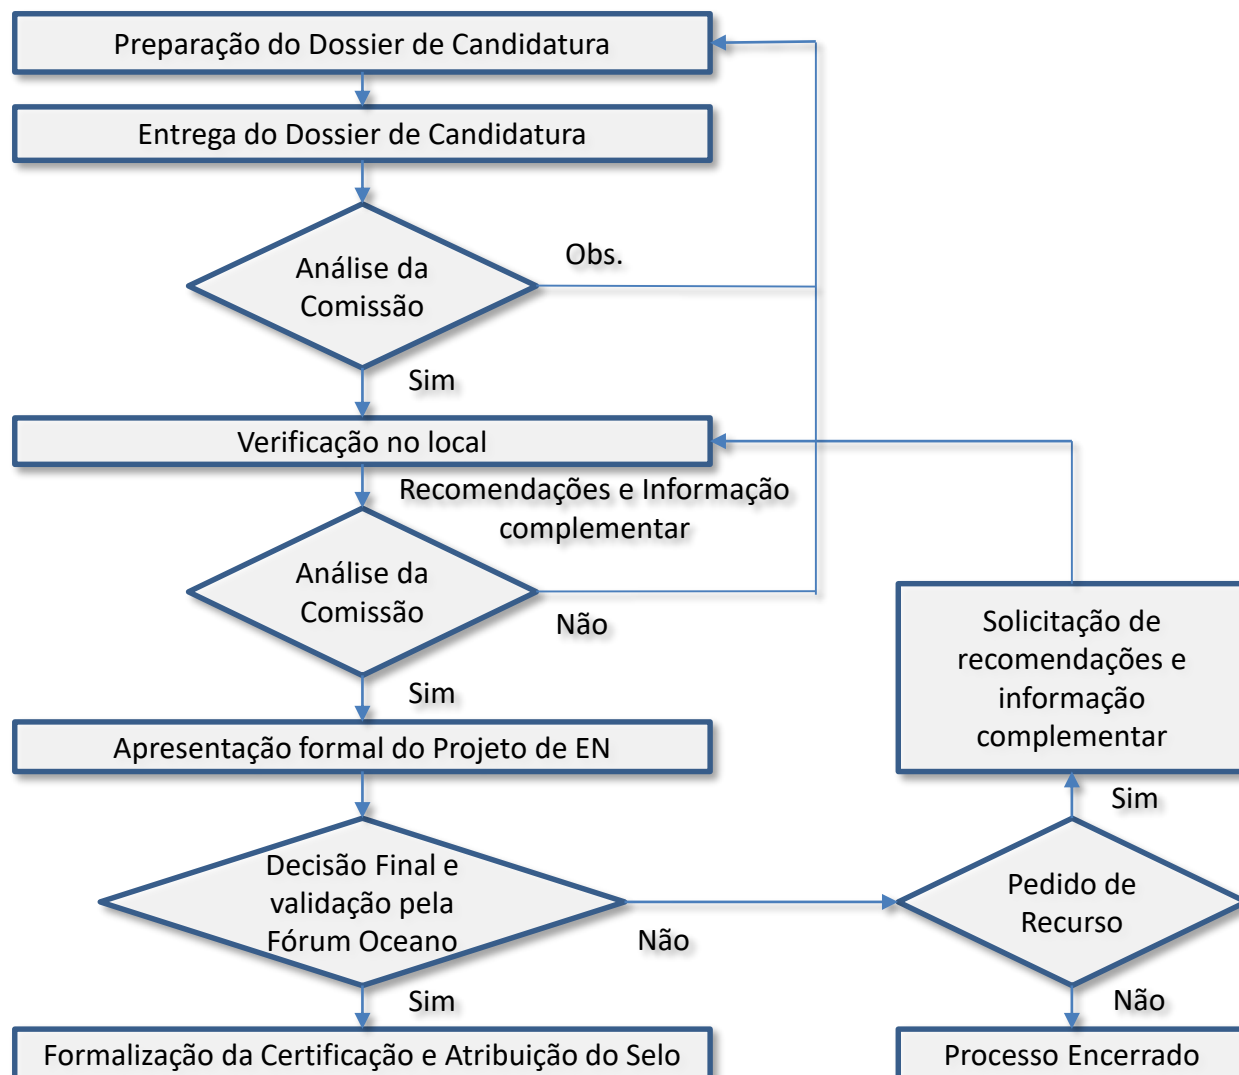 Preparação do Dossier de Candidatura
Entrega do Dossier de Candidatura
Análise da
Comissão
Obs.
Sim
Verificação no local
Recomendações e Informação
complementar
Análise da
Comissão
Não
Sim
Apresentação formal do Projeto de EN
Decisão Final e
validação pela
Fórum Oceano
Não
Sim
Formalização da Certificação e Atribuição do Selo
Solicitação de
recomendações e
informação
complementar
Sim
Pedido de
Recurso
Não
Processo Encerrado